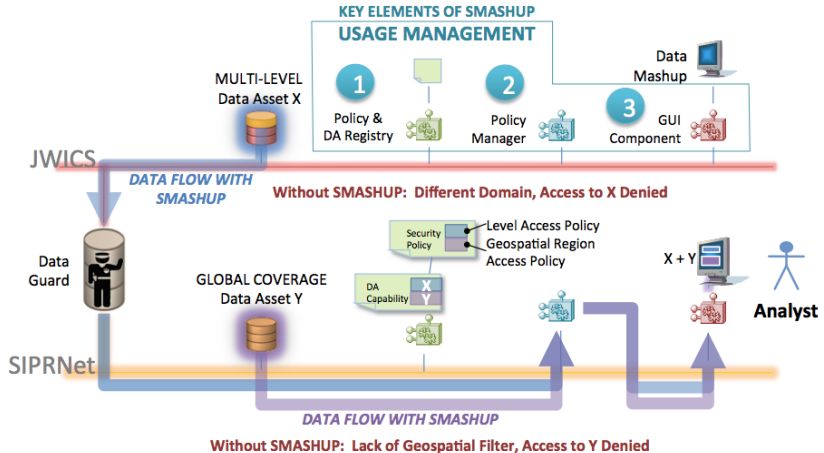 KEY ELEMENTS OF SMASHUP
USAGE MANAGEMENT
MULTI-LEVEL
Data Asset X
1
Policy &
DA Registry
2
Policy
Manager
3
GUI
Component
Data
Mashup
JWICS
DATA FLOW WITH
SMASHUP
Without SMASHUP: Different Domain, Access to X Denied
Data
Guard
GLOBAL COVERAGE
Data Asset Y
Security
Policy
Level Access Policy
Geospatial Region
Access Policy
DA
Capability
X
Y
X + Y
Analyst
SIPRNet
DATA FLOW WITH SMASHUP
Without SMASHUP: Lack of Geospatial Filter, Access to Y Denied